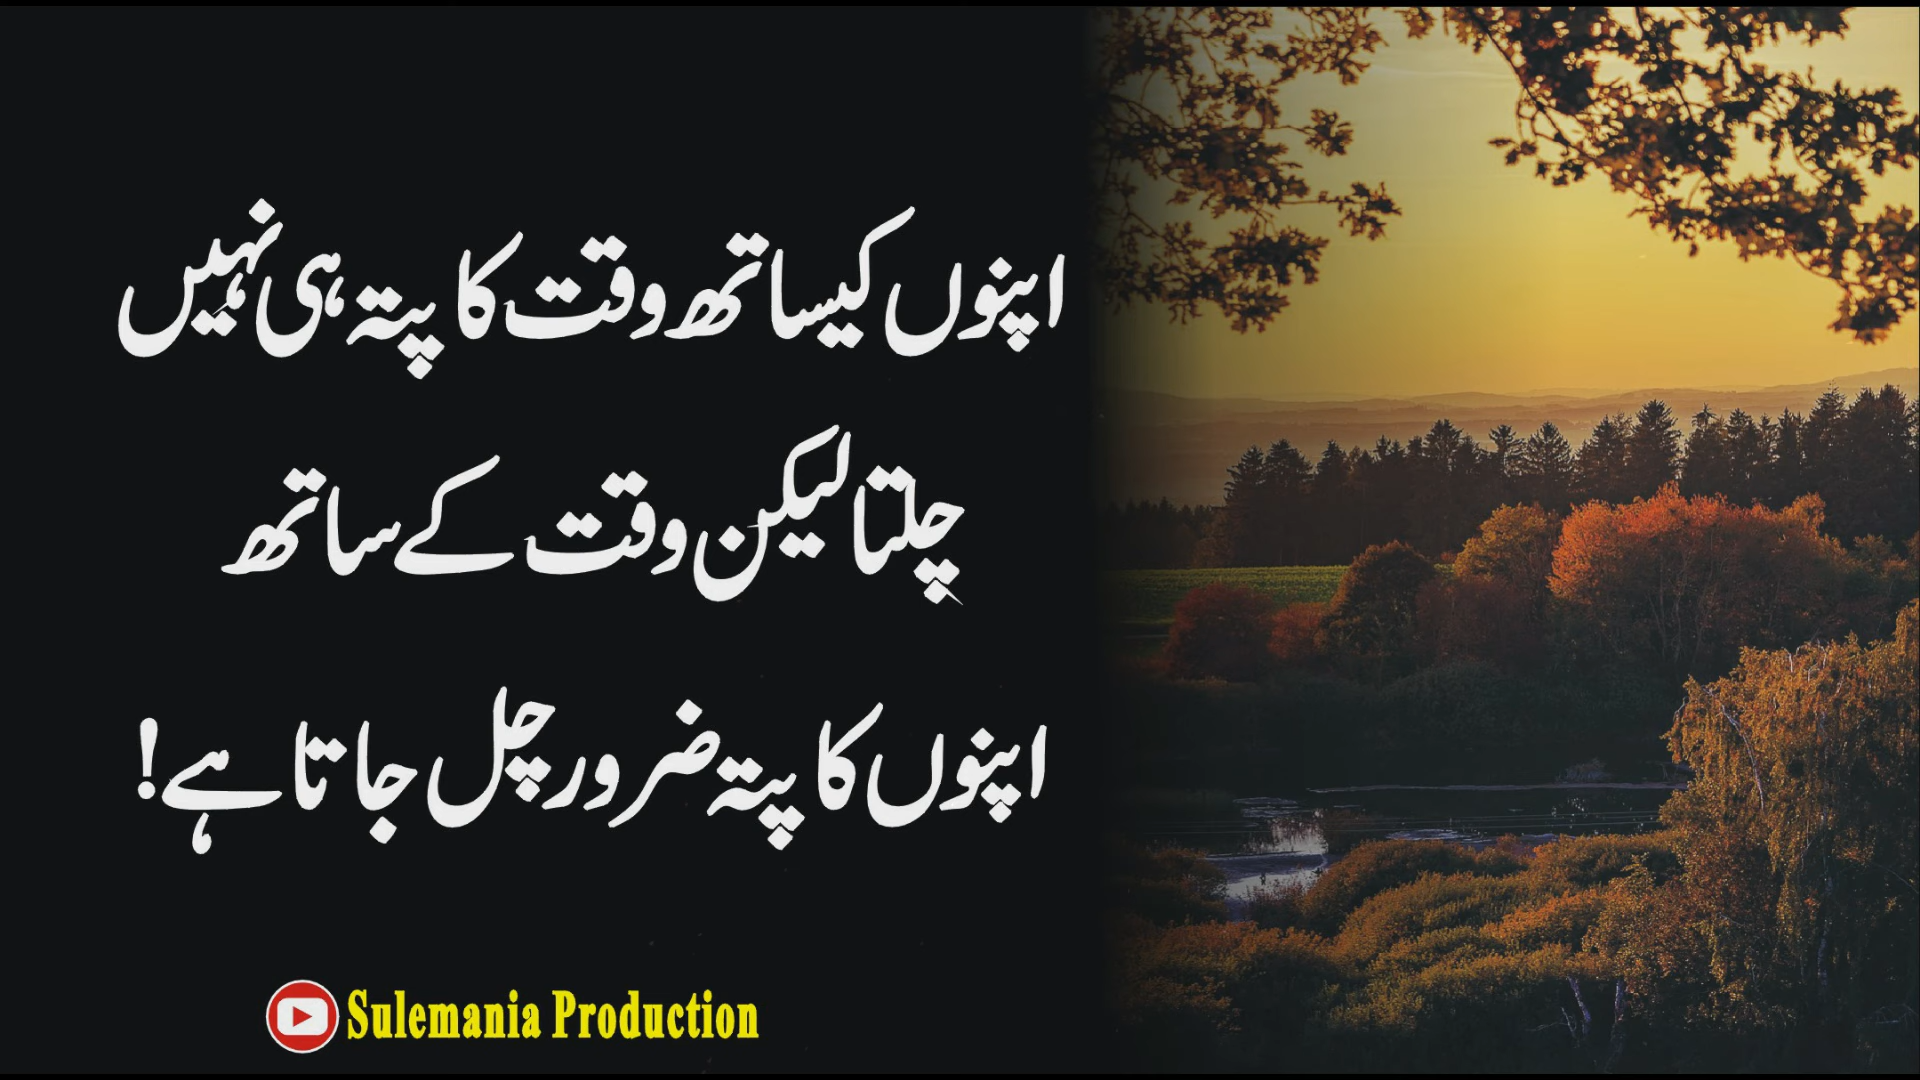 اپنوں کیساتھ وقت کا پتہ ہی نہیں
چلتا لیکن وقت کے ساتھ
اپنوں کا پتہ ضرور چل جاتا ہے!
Sulemania Production